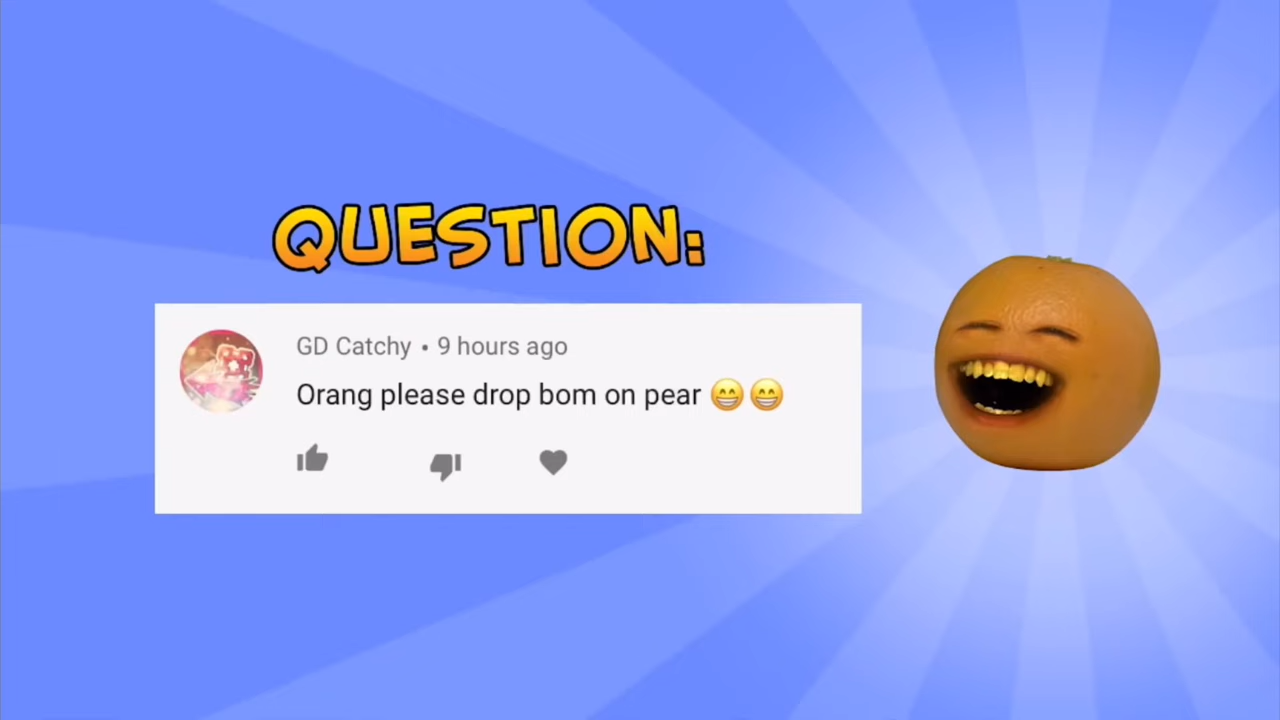 QUESTION:
GD Catchy • 9 hours ago
Orang please drop bom on pear 😁😁